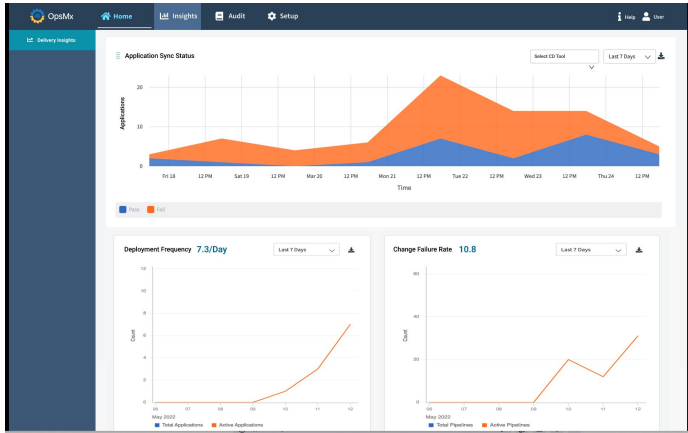 OpsMx
Home
Insights
Audit
Setup
Help
User
Delivery Insights
Application Sync Status
Select CD Tool
Last 7 Days
Applications
20
10
0
Fri 18
12 PM
Sat 19
12 PM
Mar 20
12 PM
Mon 21
12 PM
Tue 22
12 PM
Wed 23
12 PM
Thu 24
12 PM
Time
Pass
Fail
Deployment Frequency 7.3/Day
Last 7 Days
Count
12
10
8
6
4
2
0
06
07
08
09
10
11
12
May 2022
Total Applications
Active Applications
Change Failure Rate 10.8
Last 7 Days
Count
60
40
20
0
06
07
08
09
10
11
12
May 2022
Total Pipelines
Active Pipelines